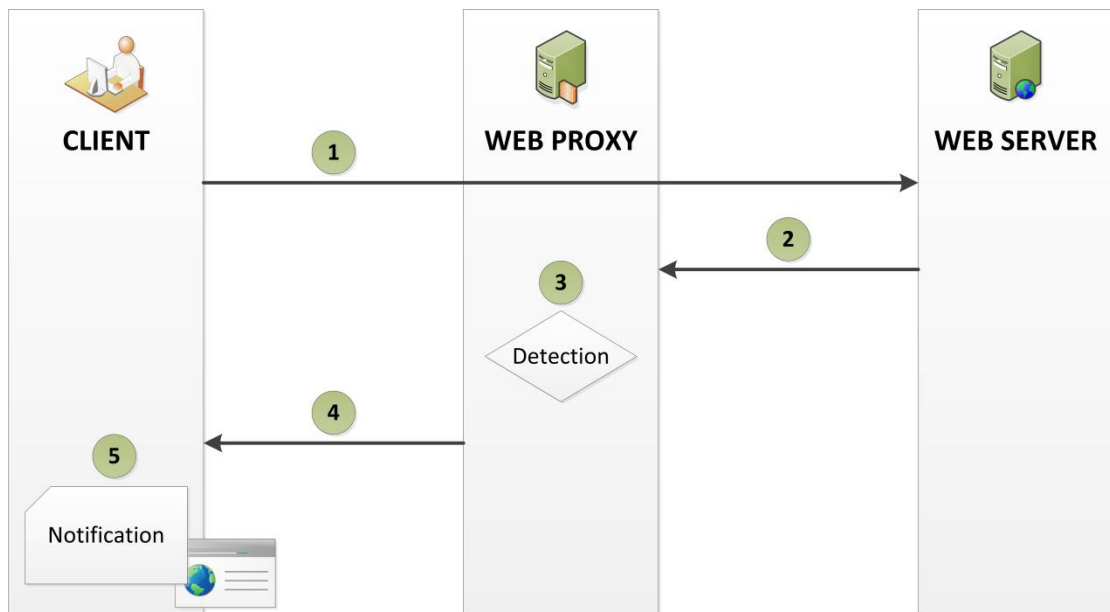 CLIENT
WEB PROXY
WEB SERVER
1
2
3
Detection
4
5
Notification